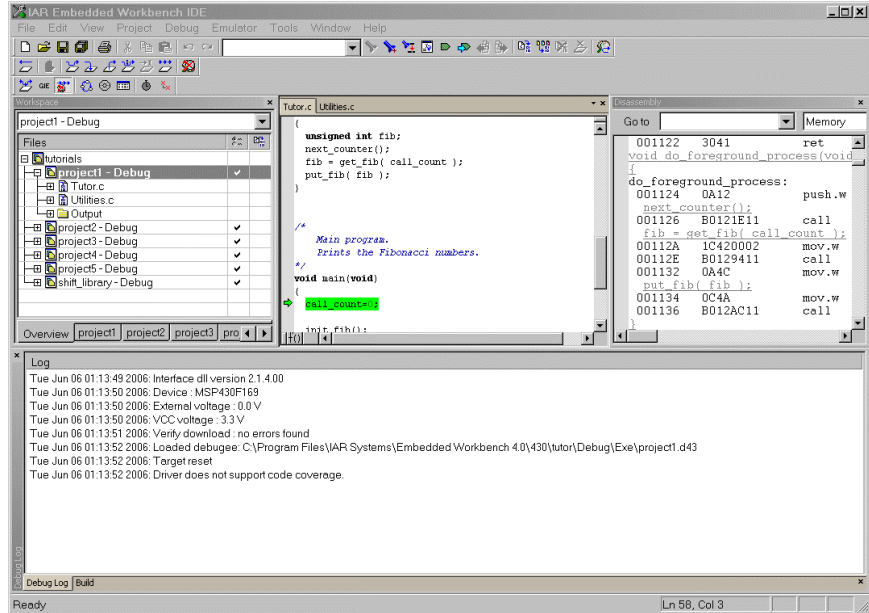 IAR Embedded Workbench IDE
File Edit View Project Debug Emulator Tools Window Help
GIE
Workspace
project1 - Debug
Files
tutorials
project1 - Debug
Tutor.c
Utilities.c
Output
project2 - Debug
project3 - Debug
project4 - Debug
project5 - Debug
shift_library - Debug
Overview project1 project2 project3 pro
Tutor.c Utilities.c
{
unsigned int fib;
next_counter();
fib = get_fib( call_count );
put_fib( fib );
}
/*
Main program.
Prints the Fibonacci numbers.
*/
void main(void)
{
call_count=0;
init_fib();
f()
Disassembly
Go to Memory
001122 3041 ret
void do_foreground_process(void
{
do_foreground_process:
001124 0A12 push.w
next_counter();
001126 B0121E11 call
fib = get_fib( call_count );
00112A 1C420002 mov.w
00112E B0129411 call
001132 0A4C mov.w
put_fib( fib );
001134 0C4A mov.w
001136 B012AC11 call
}
Log
Tue Jun 06 01:13:49 2006: Interface dll version 2.1.4.00
Tue Jun 06 01:13:50 2006: Device : MSP430F169
Tue Jun 06 01:13:50 2006: External voltage : 0.0 V
Tue Jun 06 01:13:50 2006: VCC voltage : 3.3 V
Tue Jun 06 01:13:51 2006: Verify download : no errors found
Tue Jun 06 01:13:52 2006: Loaded debugee: C:\Program Files\IAR Systems\Embedded Workbench 4.0\430\tutor\Debug\Exe\project1.d43
Tue Jun 06 01:13:52 2006: Target reset
Tue Jun 06 01:13:52 2006: Driver does not support code coverage.
Debug Log
Debug Log Build
Ready Ln 58, Col 3